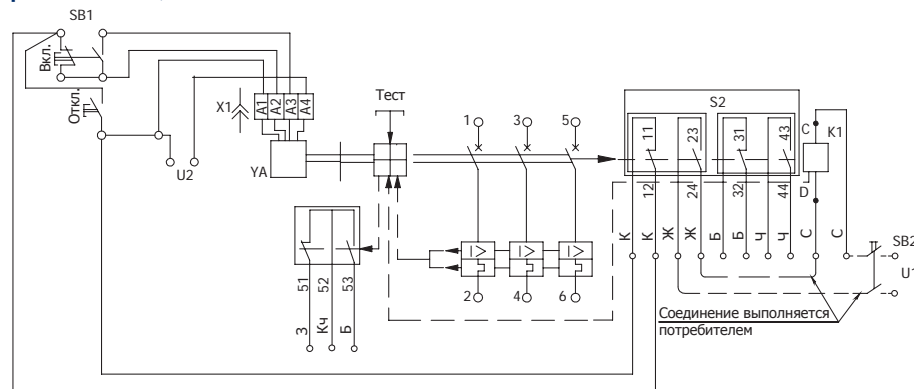 SB1
Вкл.
Откл.
X1
A1
A2
A3
A4
YA
U2
Тест
1
3
5
2
4
6
51
52
53
З
Кч
Б
S2
11
23
31
43
12
24
32
44
C
K1
D
К
К
Ж
Ж
Б
Б
Ч
Ч
С
С
SB2
U1
Соединение выполняется
потребителем